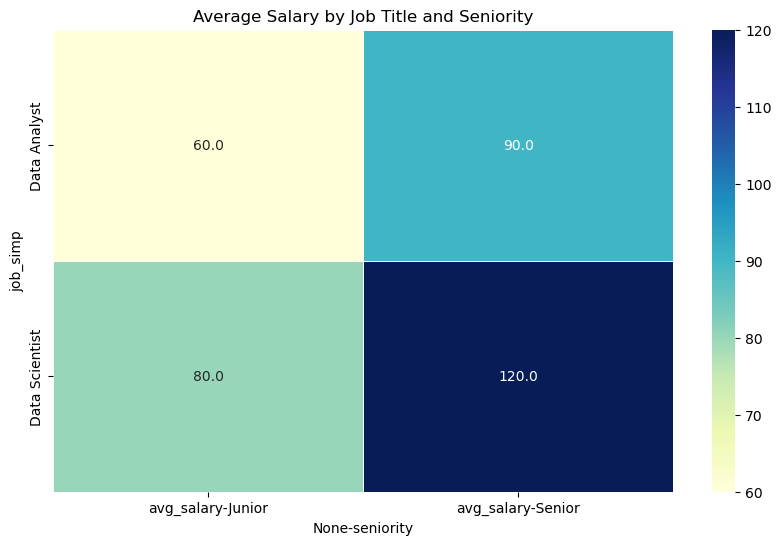 Average Salary by Job Title and Seniority
job_simp
Data Analyst
60.0
90.0
Data Scientist
80.0
120.0
avg_salary-Junior
avg_salary-Senior
None-seniority
120
110
100
90
80
70
60